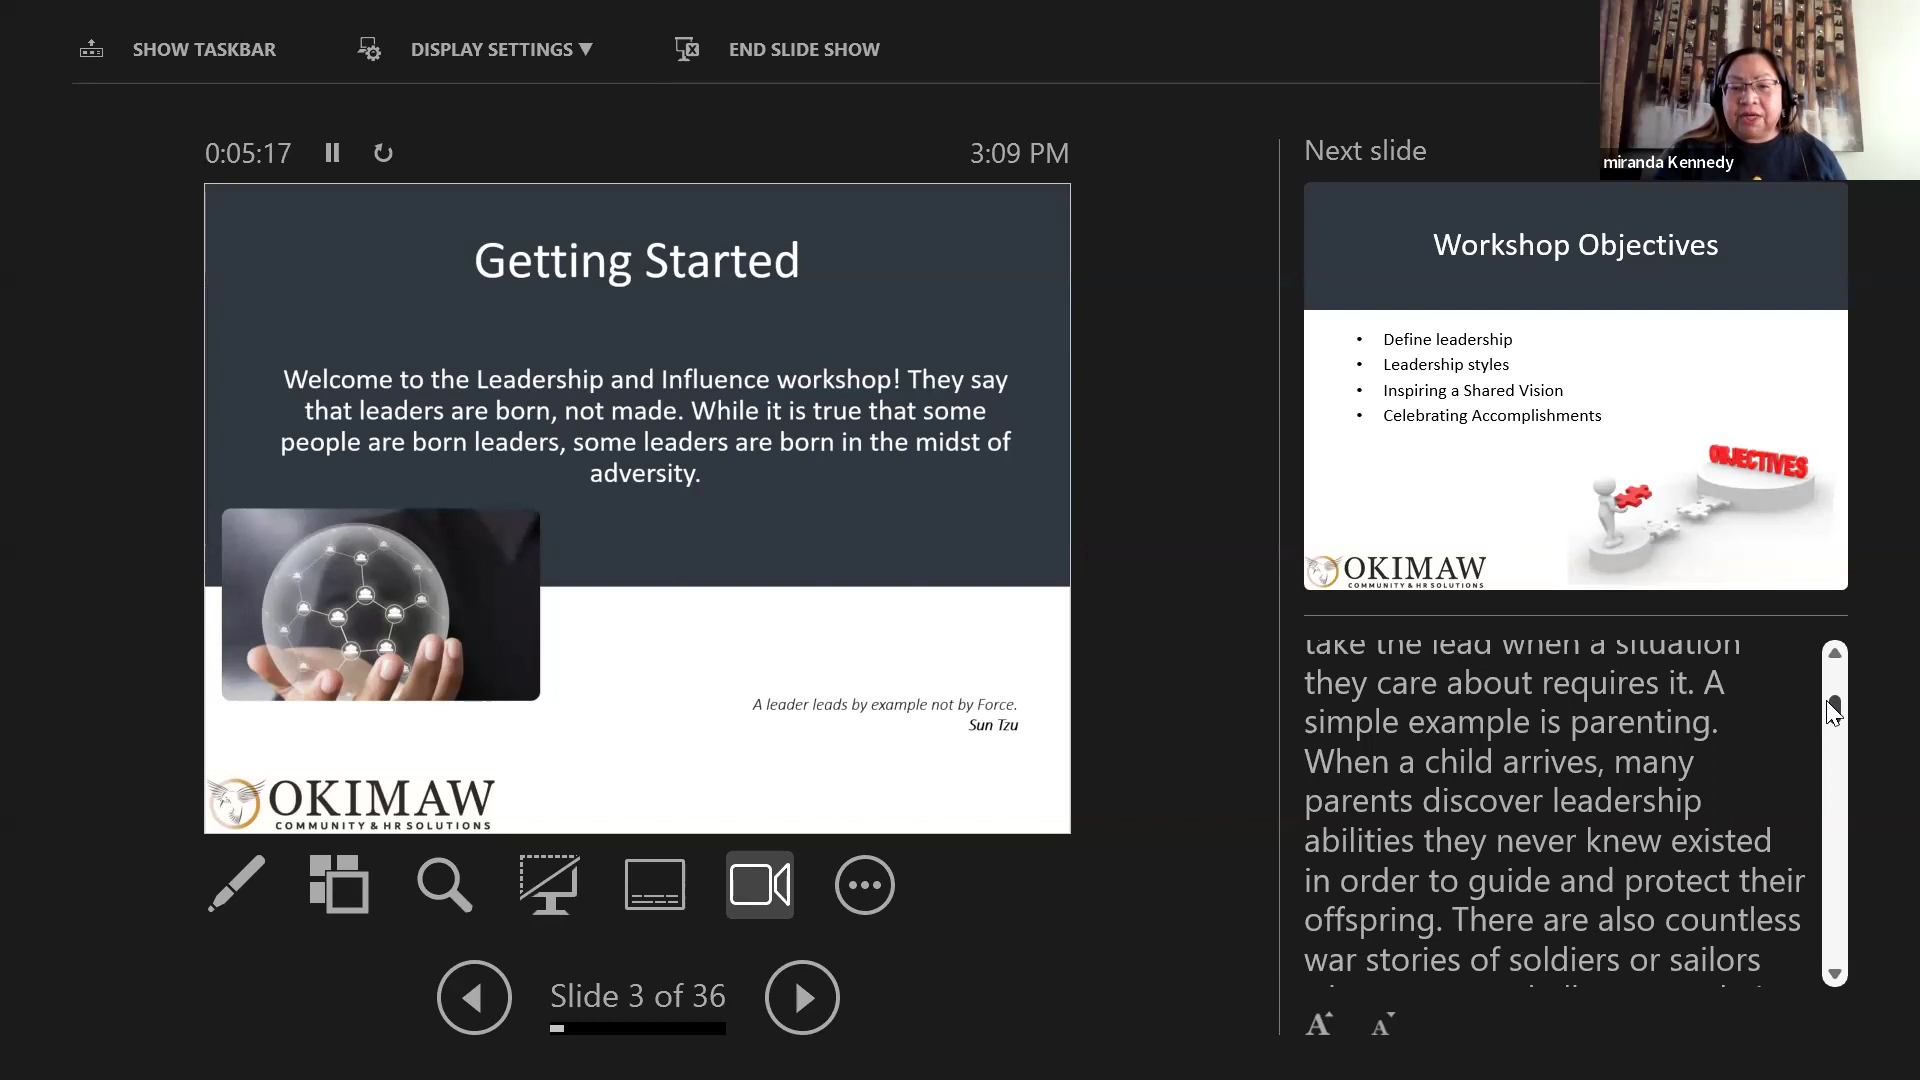 SHOW TASKBAR
DISPLAY SETTINGS ▼
END SLIDE SHOW
miranda Kennedy
0:05:17
3:09 PM
Getting Started
Welcome to the Leadership and Influence workshop! They say
that leaders are born, not made. While it is true that some
people are born leaders, some leaders are born in the midst of
adversity.
A leader leads by example not by Force.
Sun Tzu
OKIMAW
COMMUNITY & HR SOLUTIONS
Slide 3 of 36
Next slide
Workshop Objectives
• Define leadership
• Leadership styles
• Inspiring a Shared Vision
• Celebrating Accomplishments
OBJECTIVES
OKIMAW
COMMUNITY & HR SOLUTIONS
take the lead when a situation
they care about requires it. A
simple example is parenting.
When a child arrives, many
parents discover leadership
abilities they never knew existed
in order to guide and protect their
offspring. There are also countless
war stories of soldiers or sailors
A A